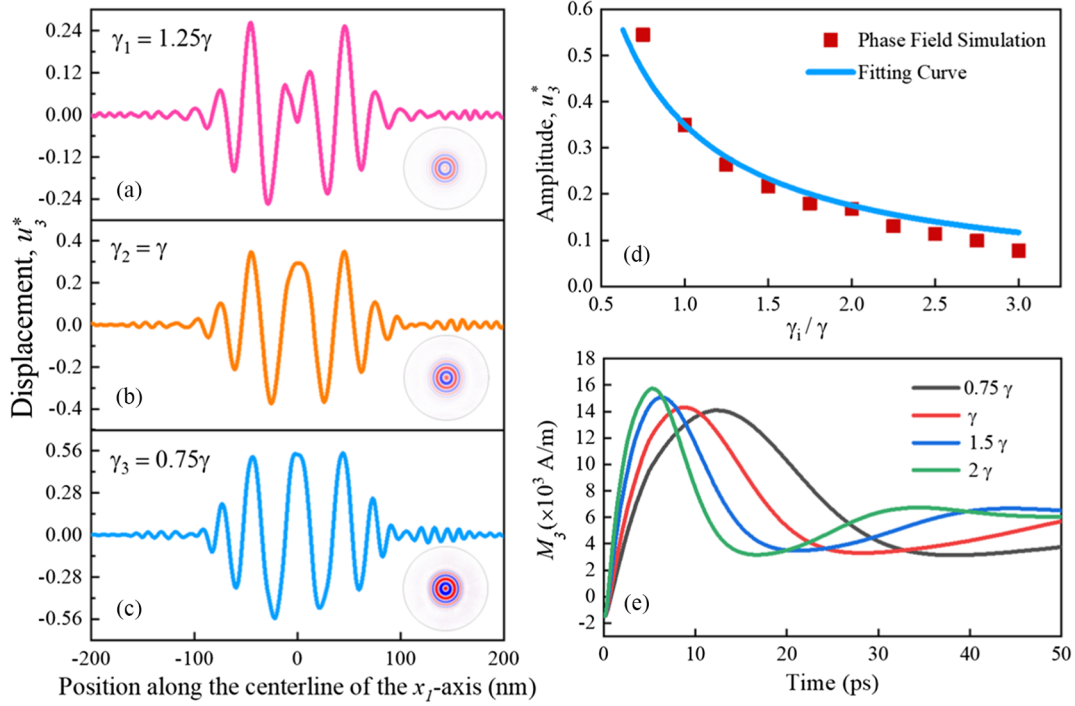 Displacement, u₃*
0.24
0.12
0.00
-0.12
-0.24
γ₁ = 1.25γ
(a)
0.4
0.2
0.0
-0.2
-0.4
γ₂ = γ
(b)
0.56
0.28
0.00
-0.28
-0.56
γ₃ = 0.75γ
(c)
-200 -100 0 100 200
Position along the centerline of the x₁-axis (nm)
Amplitude, u₃*
0.6
0.5
0.4
0.3
0.2
0.1
0.0
Phase Field Simulation
Fitting Curve
(d)
0.5 1.0 1.5 2.0 2.5 3.0
γᵢ / γ
M₃ (×10³ A/m)
18
16
14
12
10
8
6
4
2
0
-2
0.75 γ
γ
1.5 γ
2 γ
(e)
0 10 20 30 40 50
Time (ps)